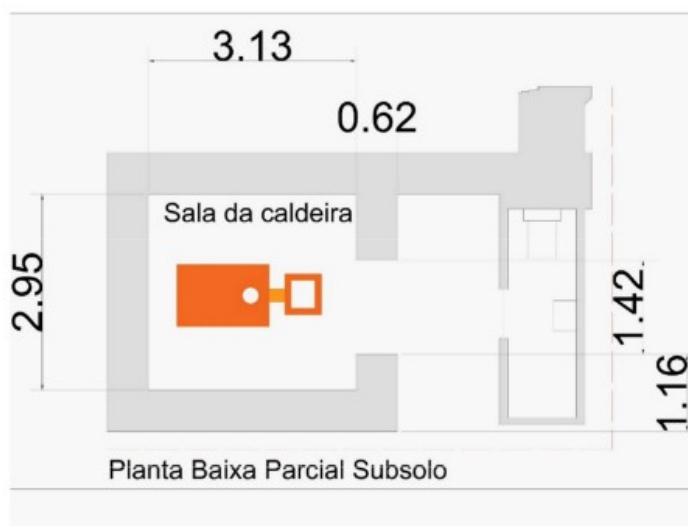 3.13
0.62
Sala da caldeira
2.95
1.42
1.16
Planta Baixa Parcial Subsolo